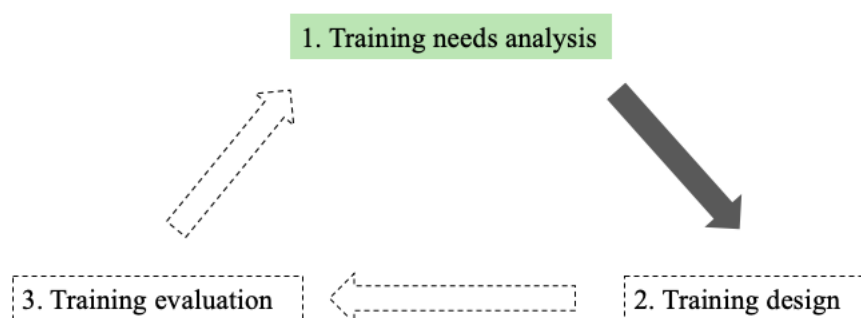 1. Training needs analysis
3. Training evaluation
2. Training design